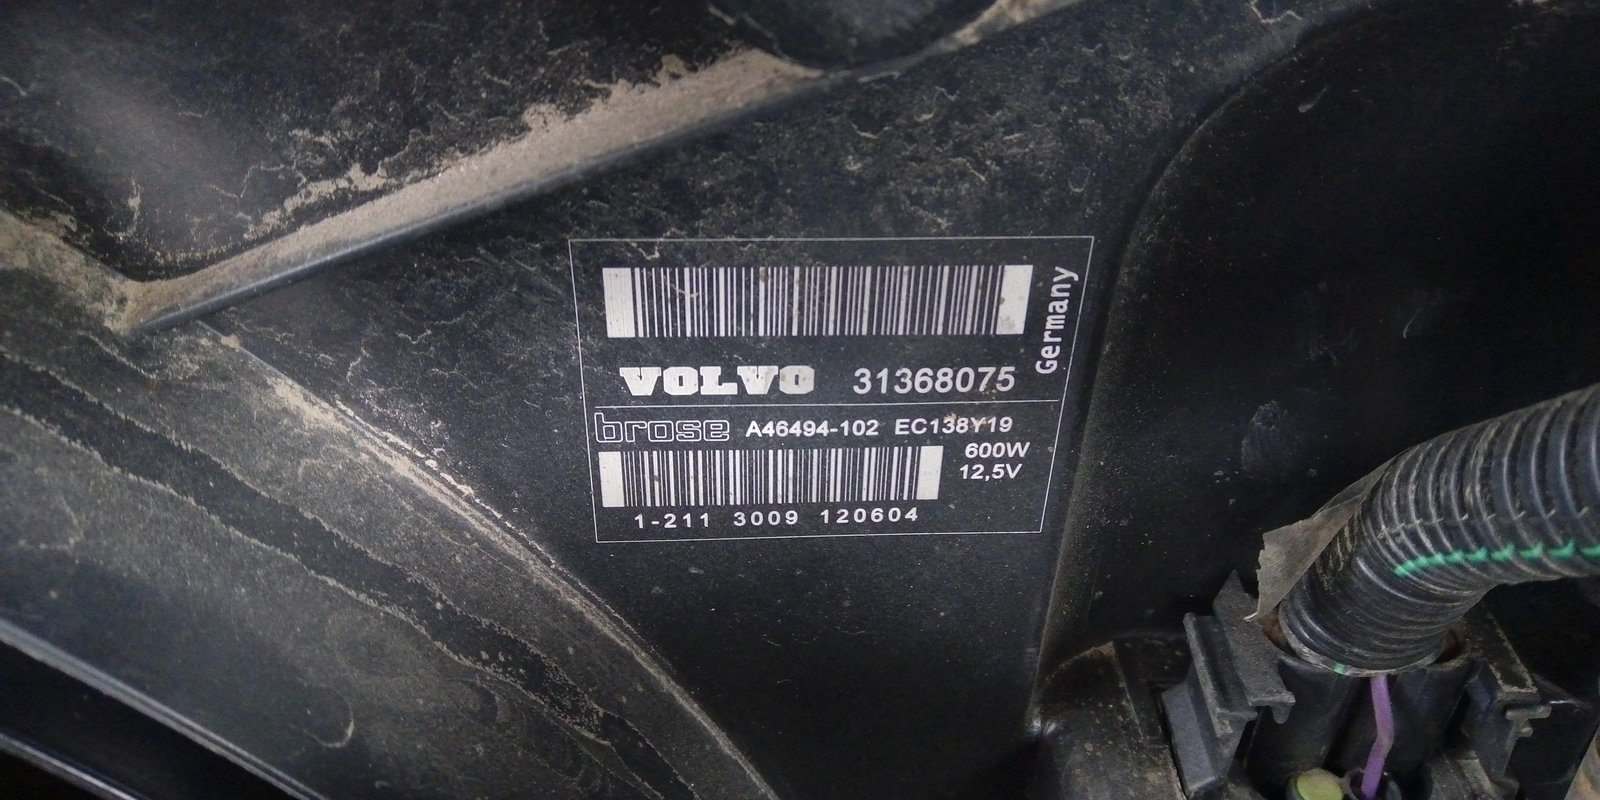 VOLVO 31368075
Germany
brose A46494-102 EC138Y19
600W
12,5V
1-211 3009 120604